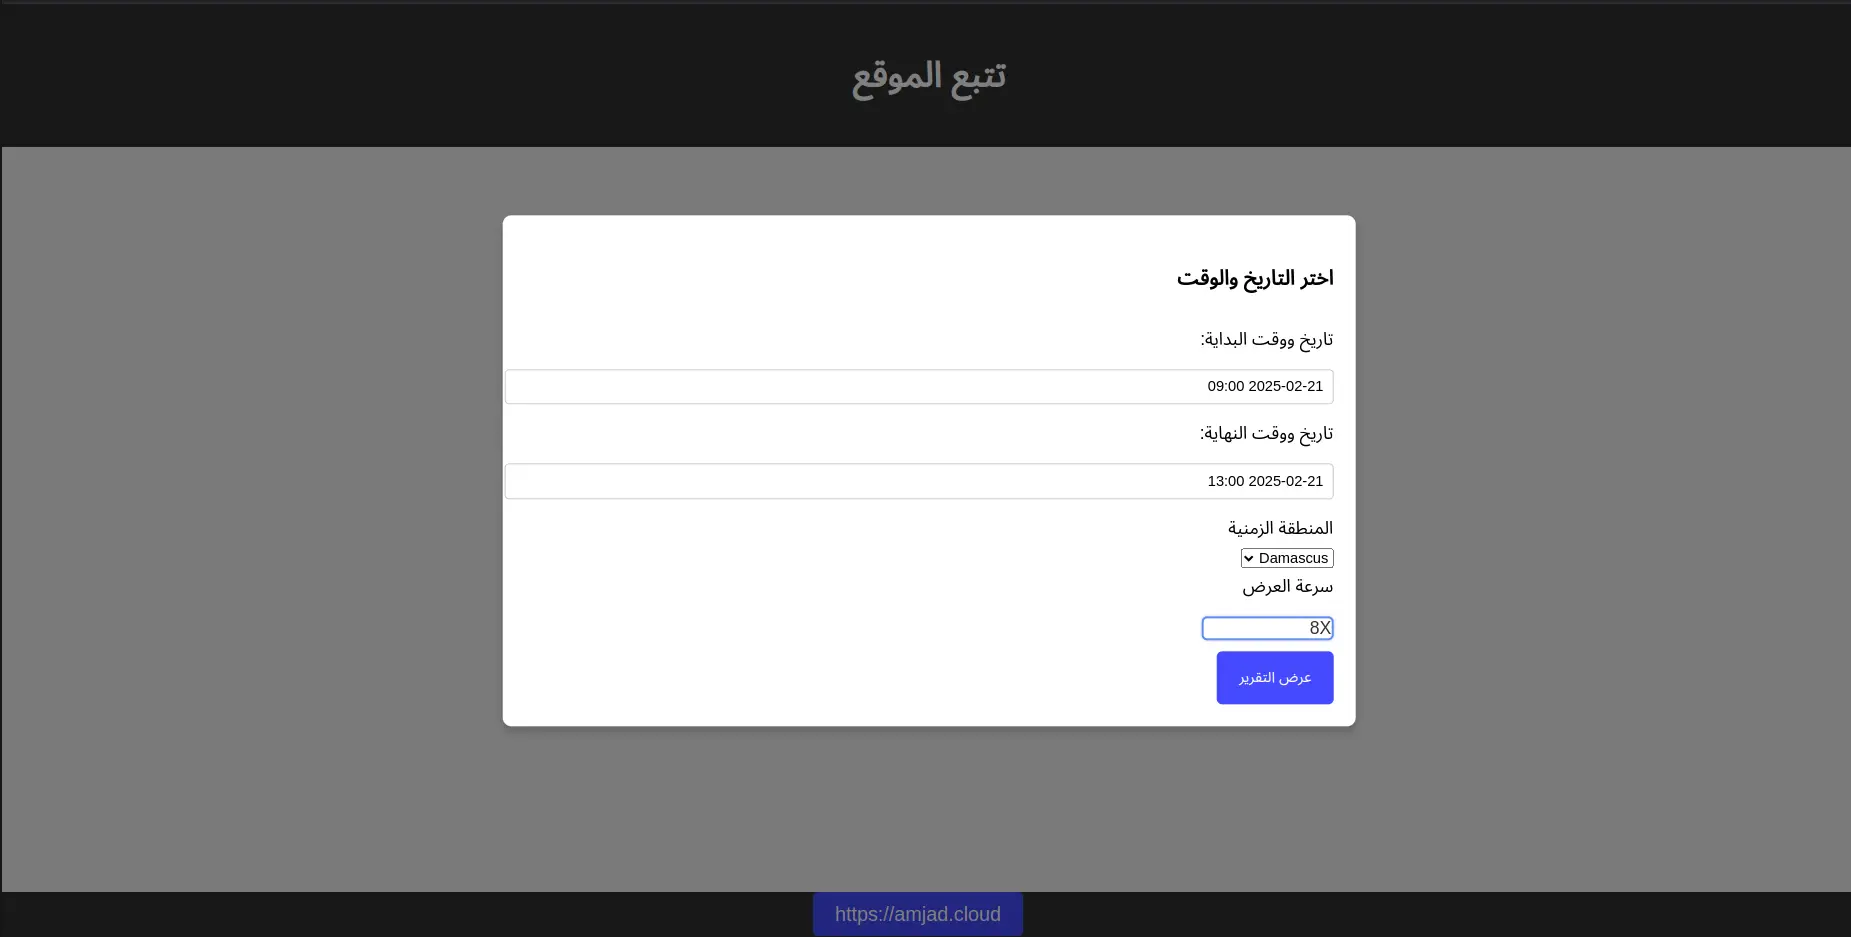 تتبع الموقع
اختر التاريخ والوقت
تاريخ ووقت البداية:
2025-02-21 09:00
تاريخ ووقت النهاية:
2025-02-21 13:00
المنطقة الزمنية
Damascus
سرعة العرض
8X
عرض التقرير
https://amjad.cloud